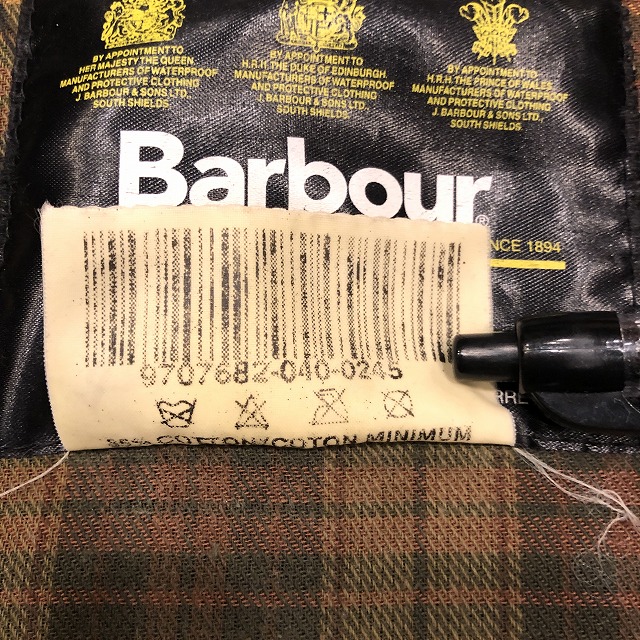 BY APPOINTMENT TO
HER MAJESTY THE QUEEN
MANUFACTURERS OF WATERPROOF
AND PROTECTIVE CLOTHING
J. BARBOUR & SONS LTD.,
SOUTH SHIELDS
BY APPOINTMENT TO
H.R.H. THE DUKE OF EDINBURGH
MANUFACTURERS OF WATERPROOF
AND PROTECTIVE CLOTHING
J. BARBOUR & SONS LTD.,
SOUTH SHIELDS.
BY APPOINTMENT TO
H.R.H. THE PRINCE OF WALES
MANUFACTURERS OF WATERPROOF
AND PROTECTIVE CLOTHING
J. BARBOUR & SONS LTD.,
SOUTH SHIELDS.
Barbour®
1894
9707682-040-0245
COTTON/COTON MINIMUM